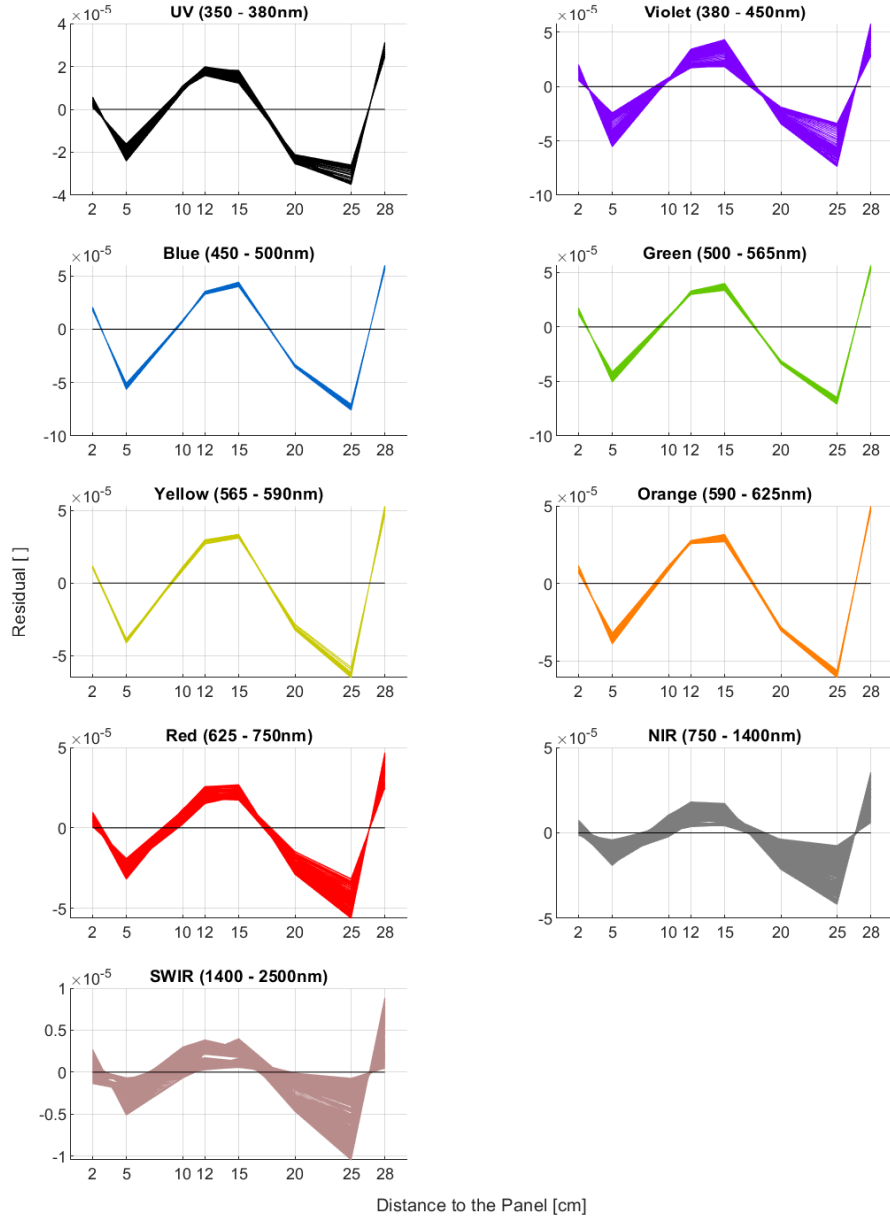 UV (350 - 380nm)
×10-5
4
2
0
-2
-4
2 5 10 12 15 20 25 28
Violet (380 - 450nm)
×10-5
5
0
-5
-10
2 5 10 12 15 20 25 28
Blue (450 - 500nm)
×10-5
5
0
-5
-10
2 5 10 12 15 20 25 28
Green (500 - 565nm)
×10-5
5
0
-5
-10
2 5 10 12 15 20 25 28
Yellow (565 - 590nm)
×10-5
5
0
-5
2 5 10 12 15 20 25 28
Orange (590 - 625nm)
×10-5
5
0
-5
2 5 10 12 15 20 25 28
Residual [ ]
Red (625 - 750nm)
×10-5
5
0
-5
2 5 10 12 15 20 25 28
NIR (750 - 1400nm)
×10-5
5
0
-5
2 5 10 12 15 20 25 28
SWIR (1400 - 2500nm)
×10-5
1
0.5
0
-0.5
-1
2 5 10 12 15 20 25 28
Distance to the Panel [cm]